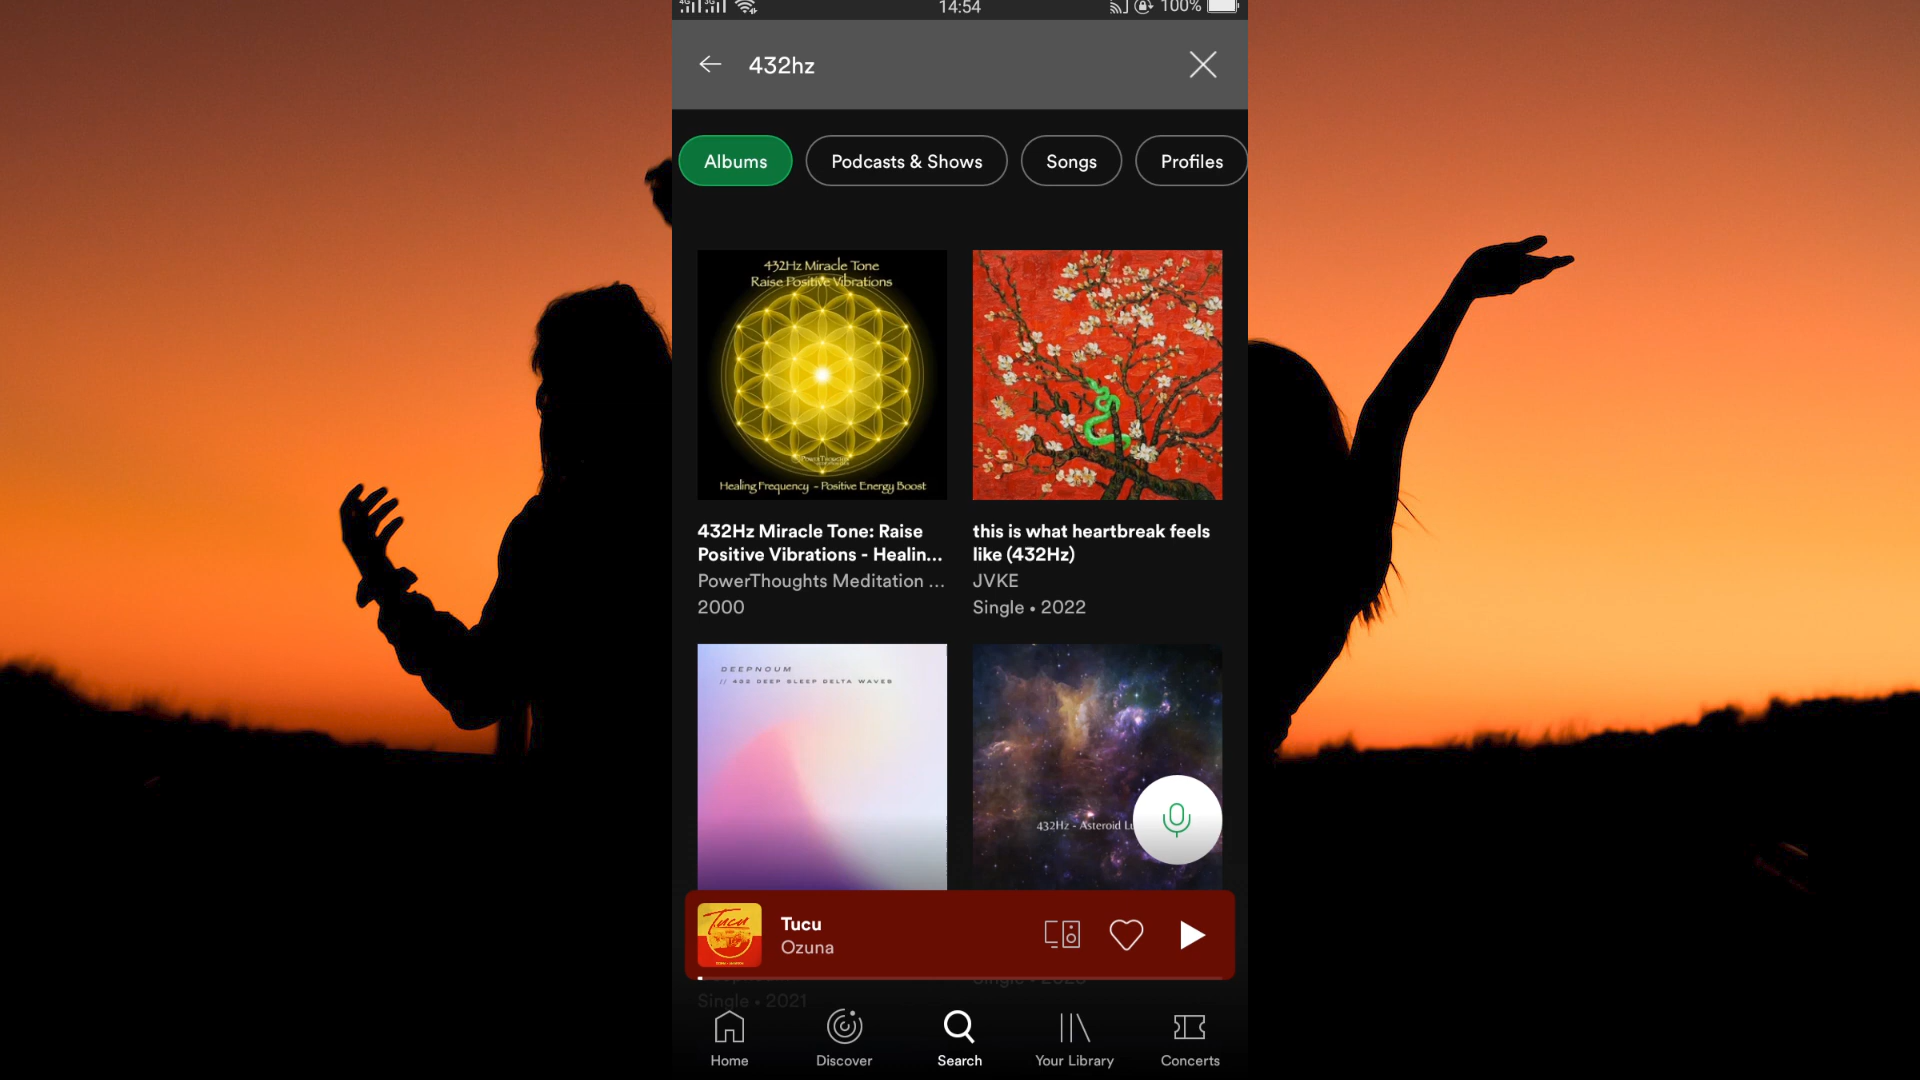 4G 3G 14:54 100%
432hz
Albums Podcasts & Shows Songs Profiles
432Hz Miracle Tone
Raise Positive Vibrations
Healing Frequency - Positive Energy Boost
432Hz Miracle Tone: Raise
Positive Vibrations - Healin...
PowerThoughts Meditation ...
2000
this is what heartbreak feels
like (432Hz)
JVKE
Single • 2022
DEEPNOUM
// 432 DEEP SLEEP DELTA WAVES
432Hz - Asteroid
Tucu
Tucu
Ozuna
Single • 2021
Home Discover Search Your Library Concerts